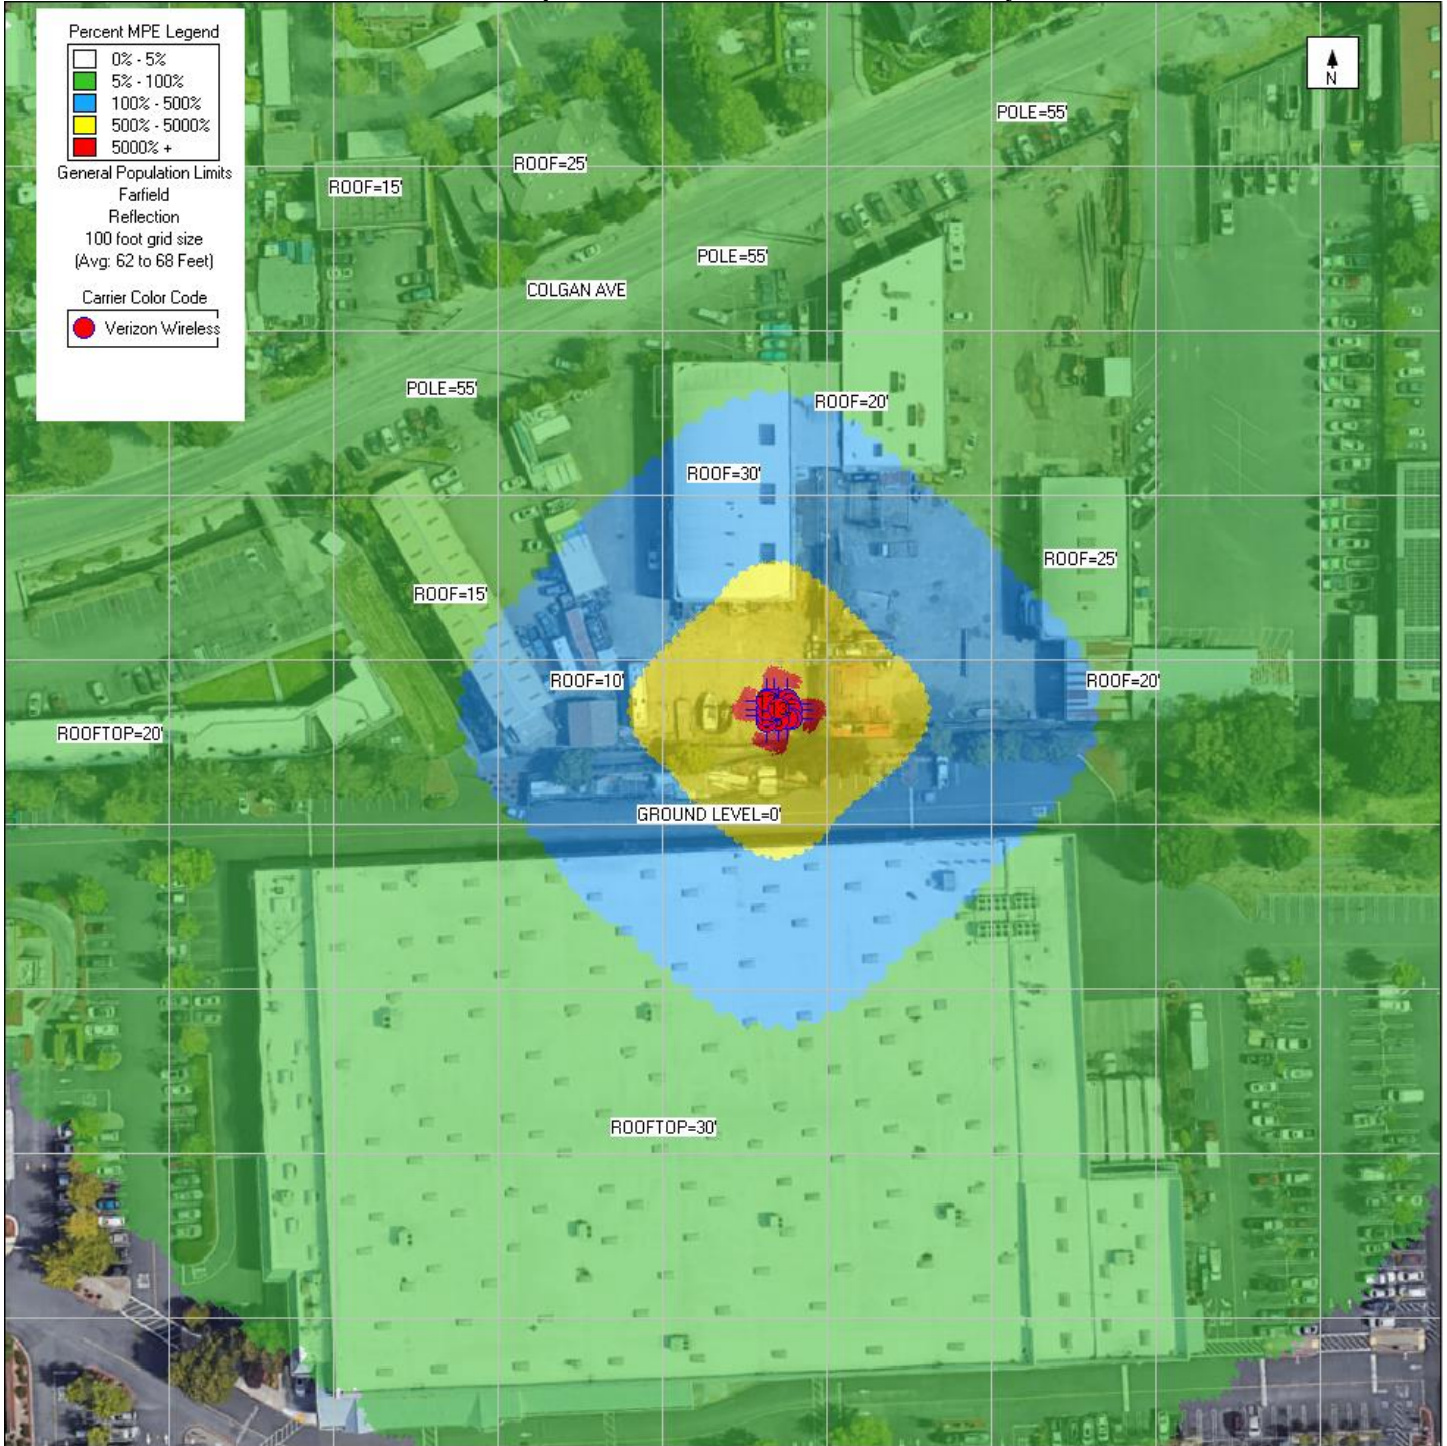 Percent MPE Legend
0% - 5%
5% - 100%
100% - 500%
500% - 5000%
5000% +
General Population Limits
Farfield
Reflection
100 foot grid size
(Avg: 62 to 68 Feet)
Carrier Color Code
Verizon Wireless
N
POLE=55'
ROOF=25'
ROOF=15'
POLE=55'
COLGAN AVE
POLE=55'
ROOF=20'
ROOF=30'
ROOF=25'
ROOF=15'
ROOF=10'
ROOF=20'
ROOFTOP=20'
GROUND LEVEL=0'
ROOFTOP=30'